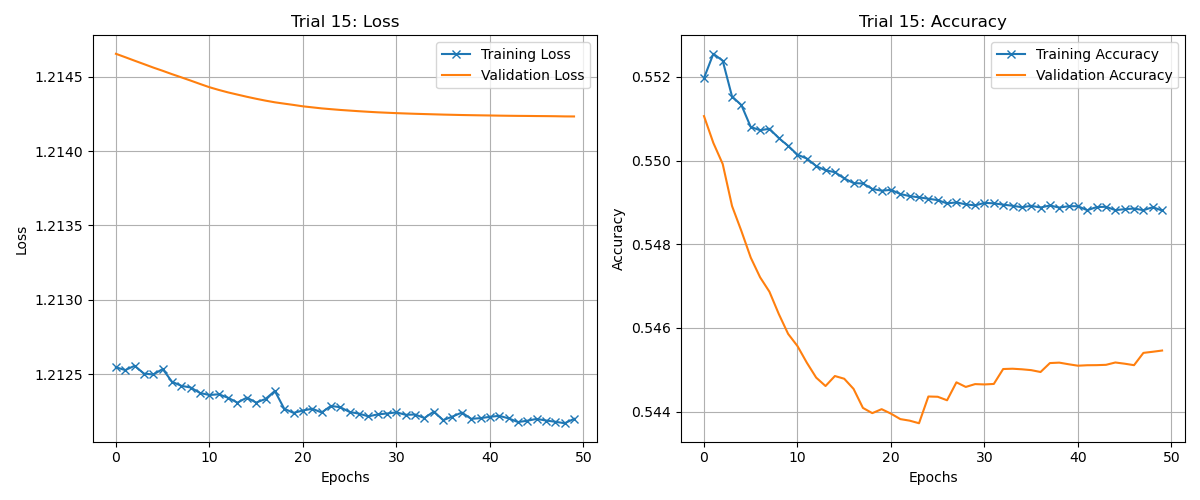 Trial 15: Loss
Training Loss
Validation Loss
1.2145
1.2140
1.2135
1.2130
1.2125
Loss
0 10 20 30 40 50
Epochs
Trial 15: Accuracy
Training Accuracy
Validation Accuracy
0.552
0.550
0.548
0.546
0.544
Accuracy
0 10 20 30 40 50
Epochs